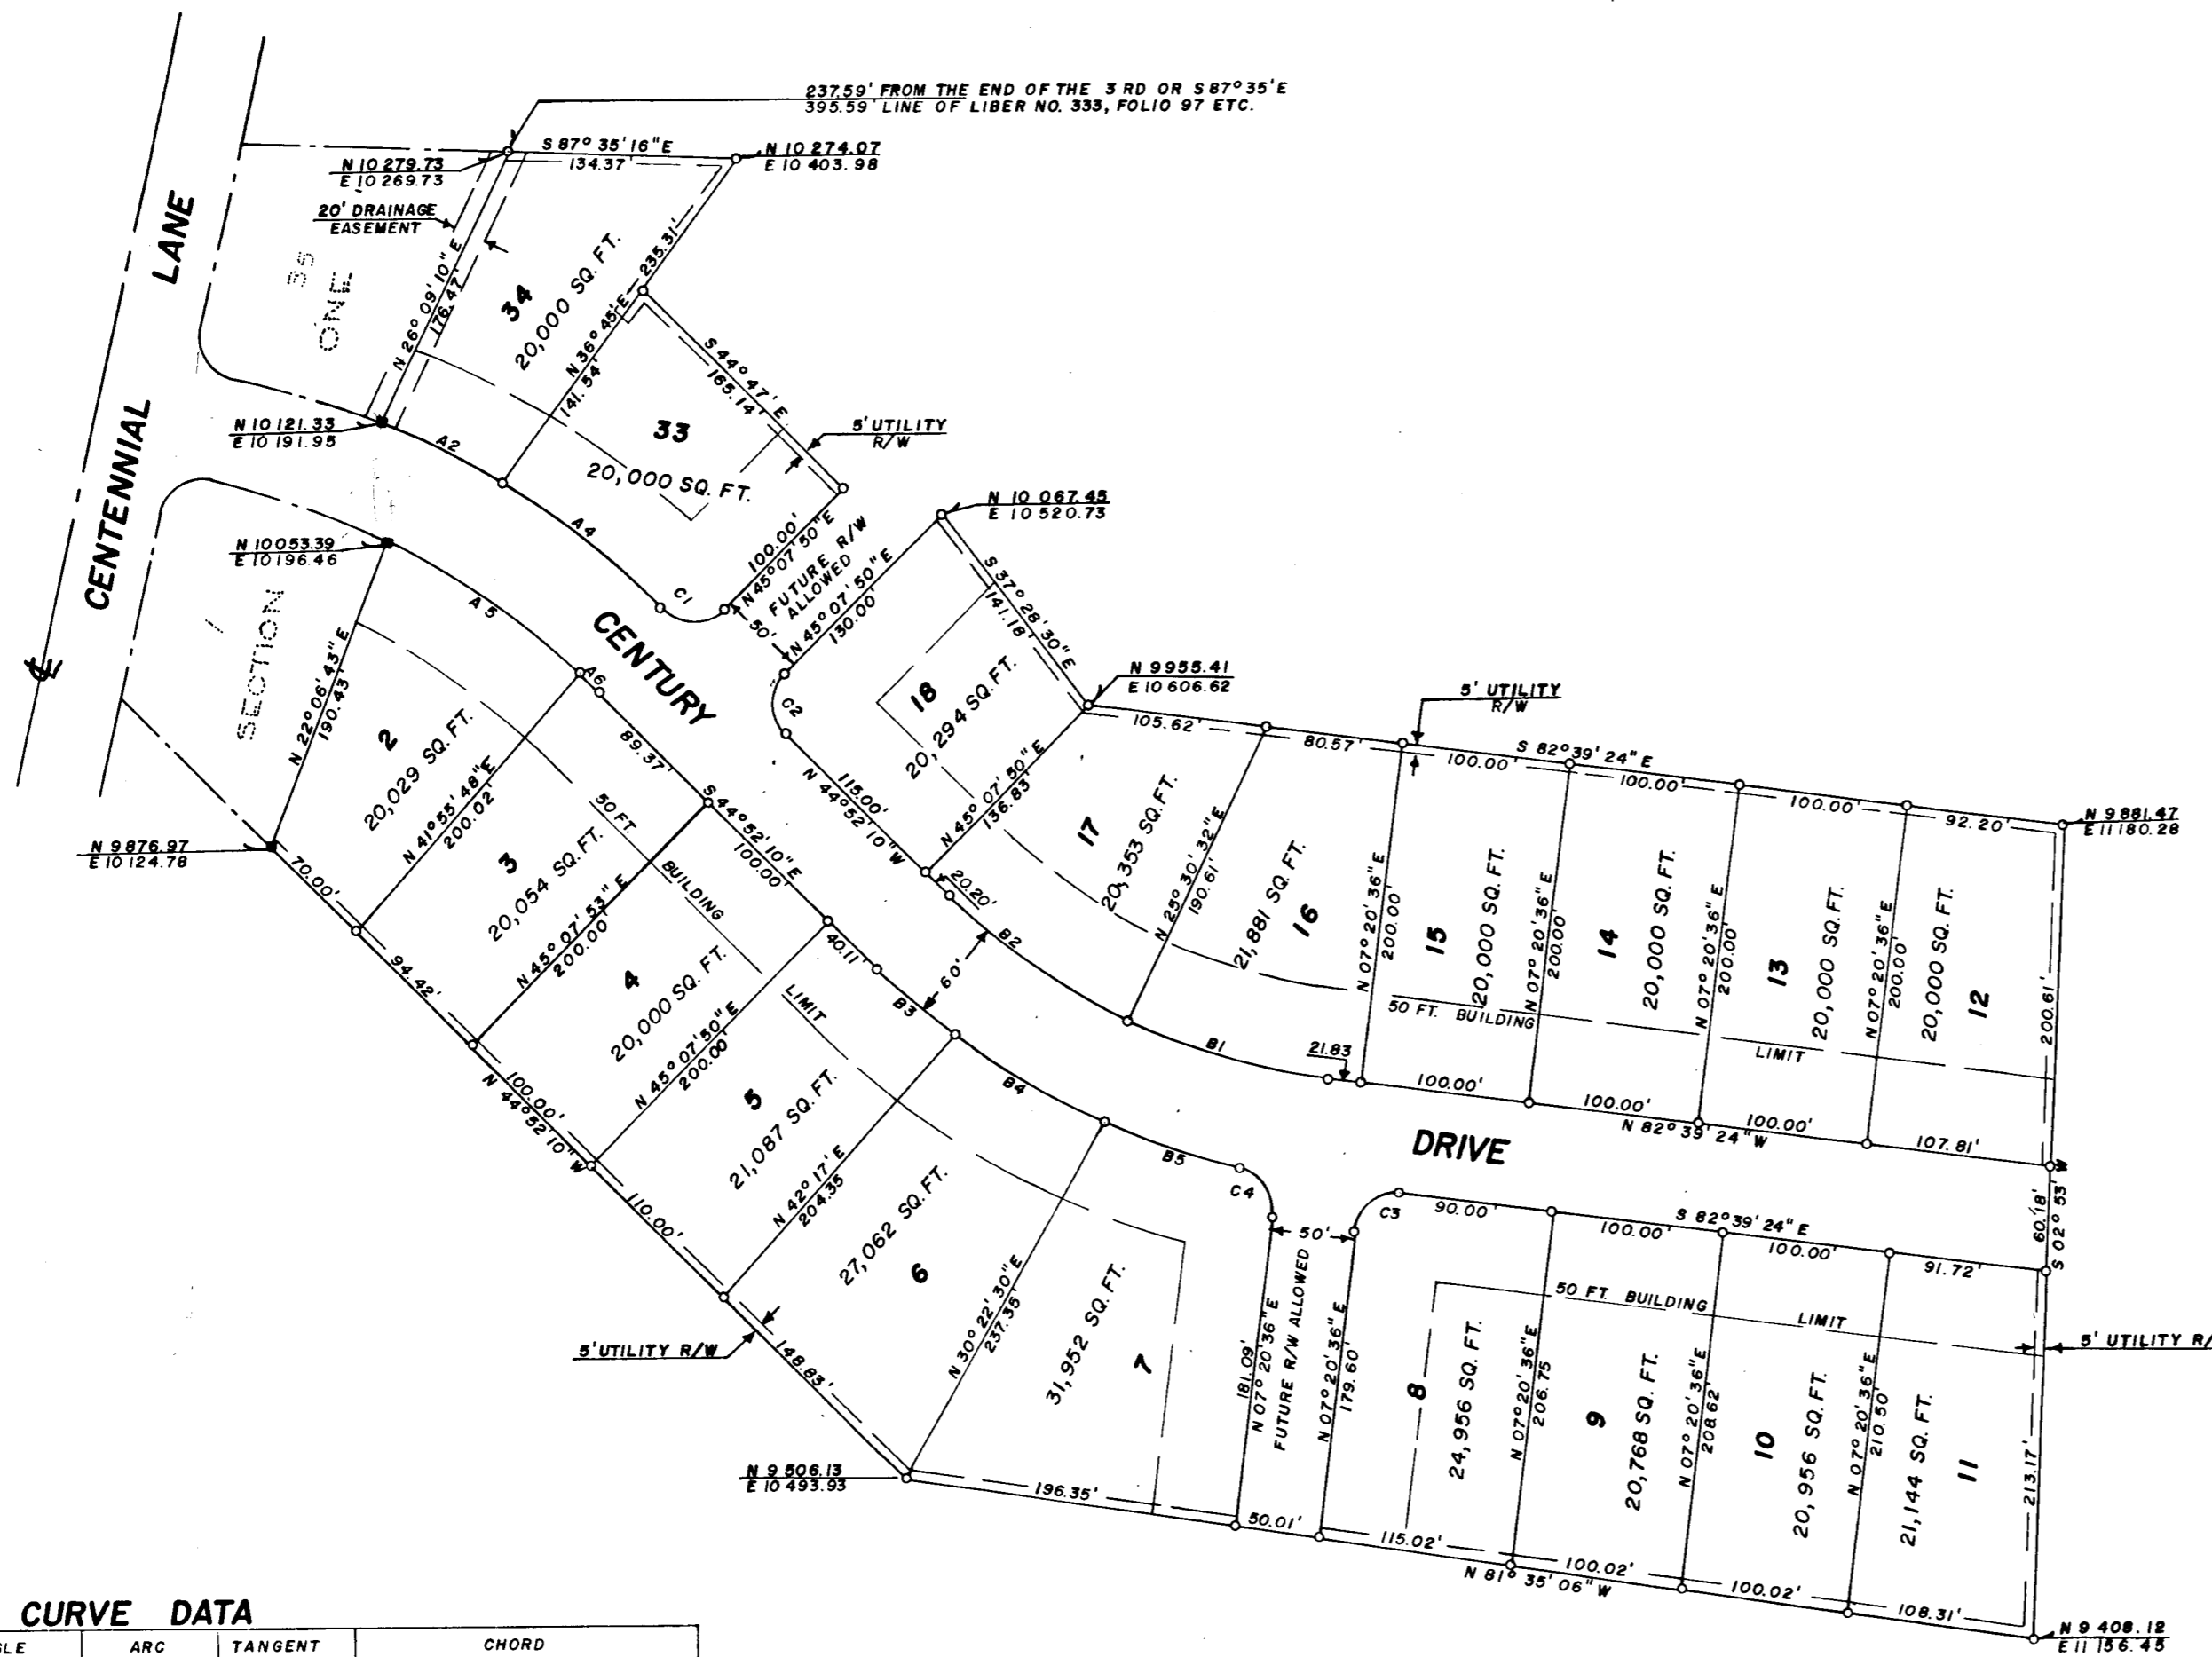 237.59' FROM THE END OF THE 3 RD OR S 87° 35' E
395.59' LINE OF LIBER NO. 333, FOLIO 97 ETC.
S 87° 35' 16" E
134.37'
N 10 274.07
E 10 403.98
N 10 279.73
E 10 269.73
20' DRAINAGE
EASEMENT
LANE
CENTENNIAL
35
ONE
SECTION
1
N 26° 09' 10" E
176.47'
34
20,000 SQ. FT.
235.31'
N 36° 45' E
141.54'
S 44° 47' E
165.14'
33
20,000 SQ. FT.
5' UTILITY
R/W
N 10 121.33
E 10 191.95
A2
A4
C1
100.00'
N 45° 07' 50" E
FUTURE R/W
ALLOWED
50'
N 45° 07' 50" E
130.00'
N 10 067.45
E 10 520.73
N 10 053.39
E 10 196.46
A5
A6
CENTURY
C2
S 37° 28' 30" E
141.18'
18
20,294 SQ. FT.
N 9955.41
E 10 606.62
5' UTILITY
R/W
105.62'
80.57'
S 82° 39' 24" E
100.00'
100.00'
100.00'
92.20'
N 9 881.47
E 11 180.28
N 22° 06' 43" E
190.43'
2
20,029 SQ. FT.
N 41° 55' 48" E
200.02'
89.37'
3
20,054 SQ. FT.
50 FT.
BUILDING
LIMIT
S 44° 52' 10" E
100.00'
115.00'
N 44° 52' 10" W
N 45° 07' 50" E
136.83'
20.20'
17
20,353 SQ. FT.
N 25° 30' 32" E
190.61'
21,881 SQ. FT.
16
N 07° 20' 36" E
200.00'
15
20,000 SQ. FT.
N 07° 20' 36" E
200.00'
14
20,000 SQ. FT.
N 07° 20' 36" E
200.00'
13
20,000 SQ. FT.
N 07° 20' 36" E
200.00'
20,000 SQ. FT.
12
200.61'
N 9 876.97
E 10 124.78
70.00'
94.42'
N 45° 07' 53" E
200.00'
4
20,000 SQ. FT.
40.11'
B3
60'
B2
B1
21.83
50 FT. BUILDING
LIMIT
100.00'
100.00'
N 82° 39' 24" W
100.00'
107.81'
100.00'
N 44° 52' 10" W
N 45° 07' 50" E
200.00'
5
21,087 SQ. FT.
B4
B5
C4
DRIVE
N 42° 17' E
204.35
27,062 SQ. FT.
6
110.00'
5' UTILITY R/W
148.83'
N 30° 22' 30" E
237.35'
31,952 SQ. FT.
7
50'
C3
90.00'
100.00'
S 82° 39' 24" E
100.00'
91.72'
60.18'
S 02° 53' W
181.09'
N 07° 20' 36" E
FUTURE R/W ALLOWED
N 07° 20' 36" E
179.60'
50 FT. BUILDING
LIMIT
5' UTILITY R/
8
24,956 SQ. FT.
N 07° 20' 36" E
206.75
9
20,768 SQ. FT.
N 07° 20' 36" E
208.62'
10
20,956 SQ. FT.
N 07° 20' 36" E
210.50'
21,144 SQ. FT.
11
213.17'
N 9 506.13
E 10 493.93
196.35'
50.01'
115.02'
N 81° 35' 06" W
100.02'
100.02'
108.31'
N 9 408.12
E 11 156.45
CURVE DATA
GLE
ARC
TANGENT
CHORD